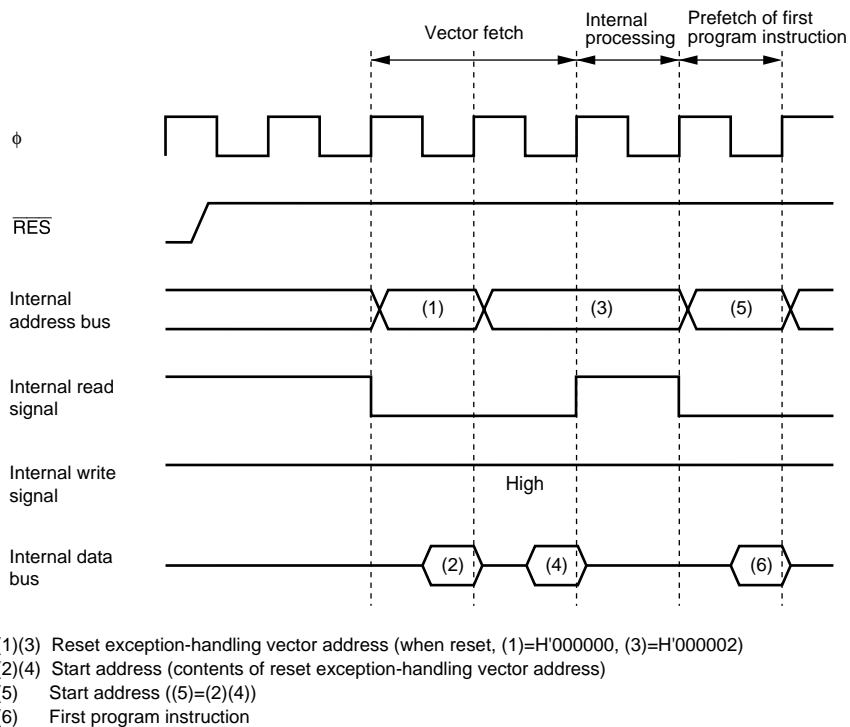 Vector fetch
Internal
processing
Prefetch of first
program instruction
ϕ
RES
Internal
address bus
(1)
(3)
(5)
Internal read
signal
Internal write
signal
High
Internal data
bus
(2)
(4)
(6)
(1)(3) Reset exception-handling vector address (when reset, (1)=H'000000, (3)=H'000002)
(2)(4) Start address (contents of reset exception-handling vector address)
(5) Start address ((5)=(2)(4))
(6) First program instruction